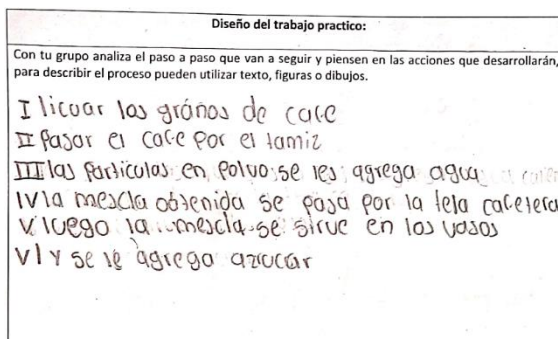 Diseño del trabajo practico:
Con tu grupo analiza el paso a paso que van a seguir y piensen en las acciones que desarrollarán,
para describir el proceso pueden utilizar texto, figuras o dibujos.
I licuar los grános de cafe
II Pasar el cafe por el tamiz
III las Particulas en polvo se les agrega agua
IV la mescla obtenida se pasa por la tela cafetera
V luego la mescla se sirve en los vasos
VI y se le agrega azucar